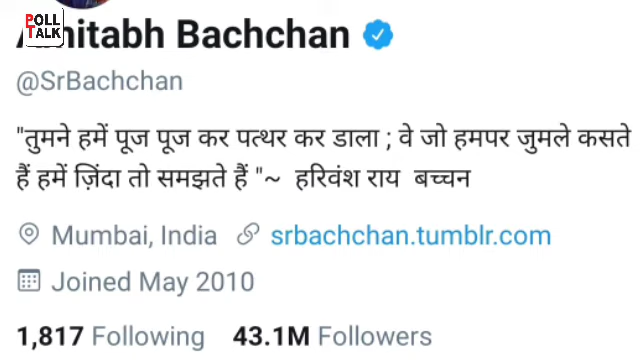 POLL
TALK
hitabh Bachchan
@SrBachchan
"तुमने हमें पूज पूज कर पत्थर कर डाला ; वे जो हमपर जुमले कसते
हैं हमें ज़िंदा तो समझते हैं "~ हरिवंश राय बच्चन
Mumbai, India srbachchan.tumblr.com
Joined May 2010
1,817 Following 43.1M Followers